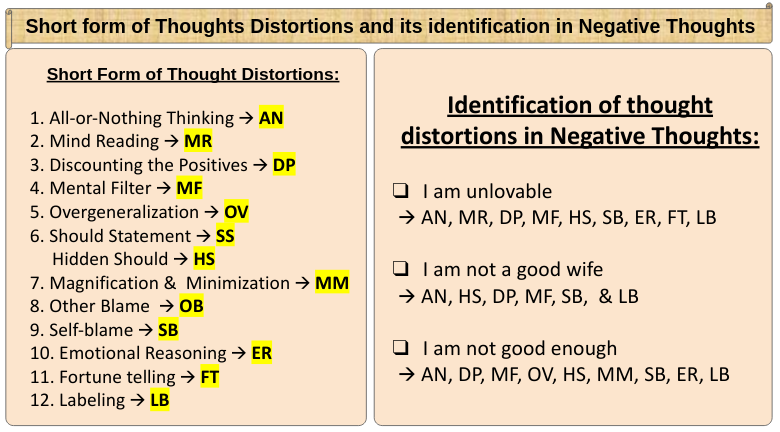 Short form of Thoughts Distortions and its identification in Negative Thoughts
Short Form of Thought Distortions:
1. All-or-Nothing Thinking → AN
2. Mind Reading → MR
3. Discounting the Positives → DP
4. Mental Filter → MF
5. Overgeneralization → OV
6. Should Statement → SS
Hidden Should → HS
7. Magnification & Minimization → MM
8. Other Blame → OB
9. Self-blame → SB
10. Emotional Reasoning → ER
11. Fortune telling → FT
12. Labeling → LB
Identification of thought
distortions in Negative Thoughts:
❑ I am unlovable
→ AN, MR, DP, MF, HS, SB, ER, FT, LB
❑ I am not a good wife
→ AN, HS, DP, MF, SB, & LB
❑ I am not good enough
→ AN, DP, MF, OV, HS, MM, SB, ER, LB